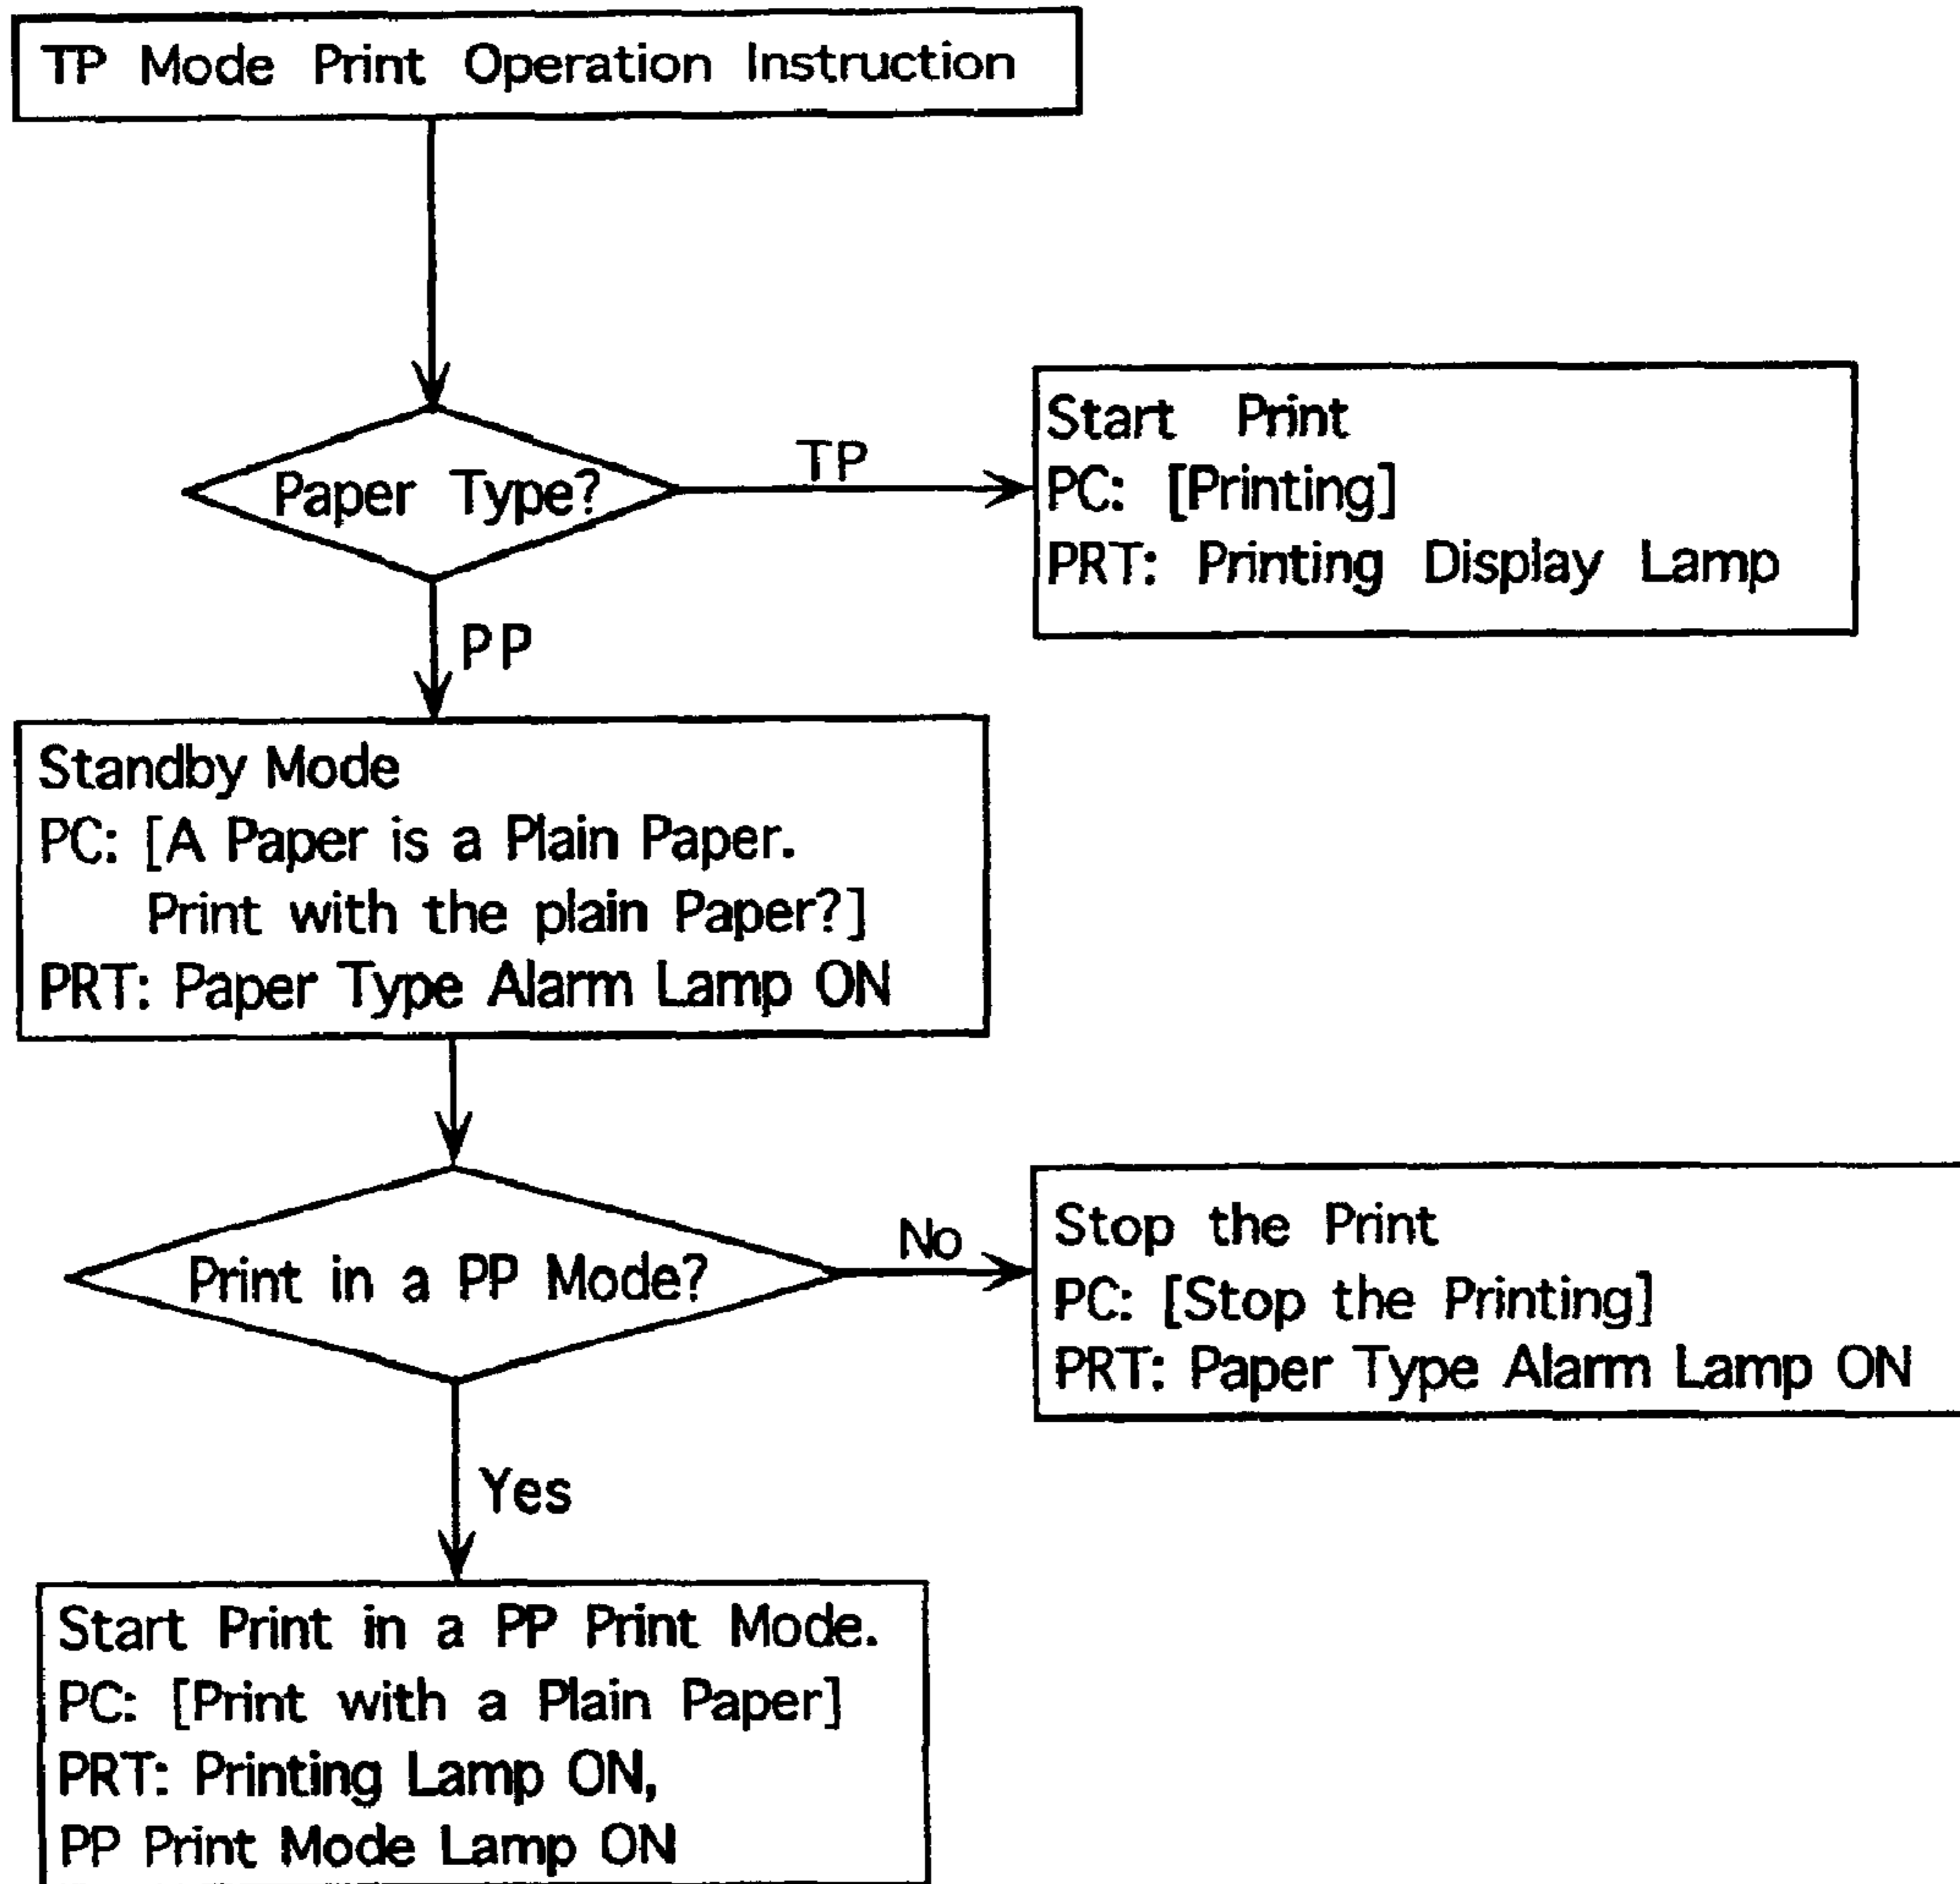 TP Mode Print Operation Instruction
Paper Type?
TP
Start Print
PC: [Printing]
PRT: Printing Display Lamp
PP
Standby Mode
PC: [A Paper is a Plain Paper.
Print with the plain Paper?]
PRT: Paper Type Alarm Lamp ON
Print in a PP Mode?
No
Stop the Print
PC: [Stop the Printing]
PRT: Paper Type Alarm Lamp ON
Yes
Start Print in a PP Print Mode.
PC: [Print with a Plain Paper]
PRT: Printing Lamp ON,
PP Print Mode Lamp ON